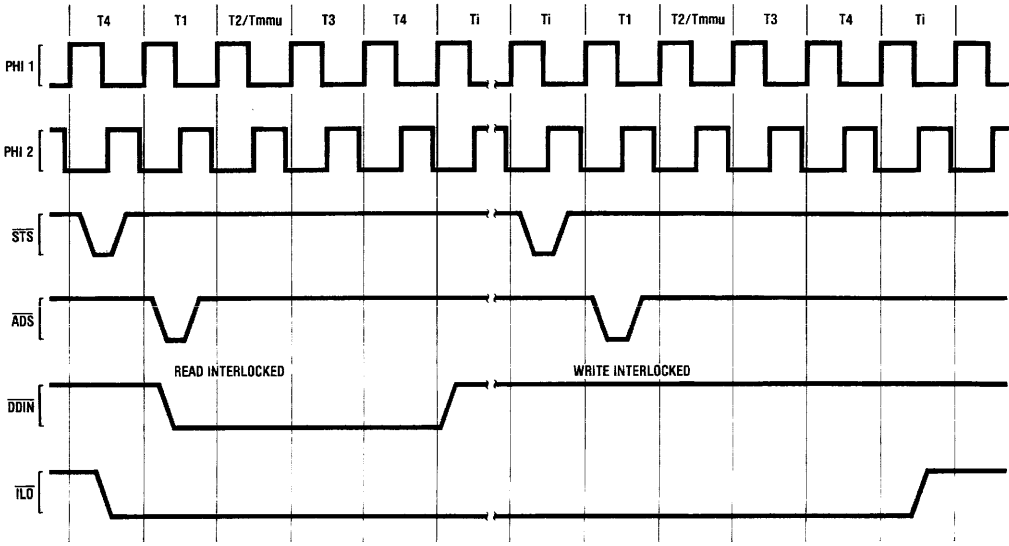 T4 T1 T2/Tmmu T3 T4 Ti Ti T1 T2/Tmmu T3 T4 Ti
PHI 1
PHI 2
STS
ADS
READ INTERLOCKED WRITE INTERLOCKED
DDIN
ILO